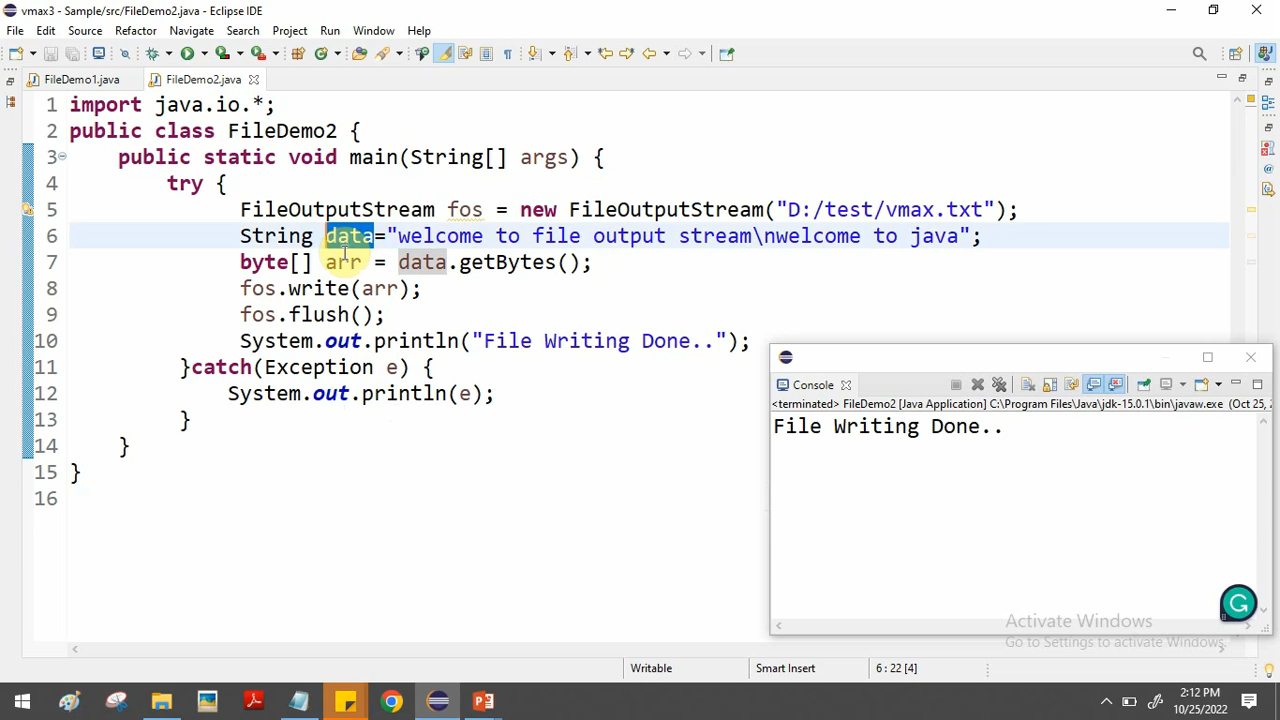 vmax3 - Sample/src/FileDemo2.java - Eclipse IDE
File Edit Source Refactor Navigate Search Project Run Window Help
FileDemo1.java FileDemo2.java
1 import java.io.*;
2 public class FileDemo2 {
3 public static void main(String[] args) {
4 try {
5 FileOutputStream fos = new FileOutputStream("D:/test/vmax.txt");
6 String data="welcome to file output stream\nwelcome to java";
7 byte[] arr = data.getBytes();
8 fos.write(arr);
9 fos.flush();
10 System.out.println("File Writing Done..");
11 }catch(Exception e) {
12 System.out.println(e);
13 }
14 }
15 }
16
Console
<terminated> FileDemo2 [Java Application] C:\Program Files\Java\jdk-15.0.1\bin\javaw.exe (Oct 25, 2
File Writing Done..
Activate Windows
Go to Settings to activate Windows.
Writable Smart Insert 6 : 22 [4]
2:12 PM
10/25/2022